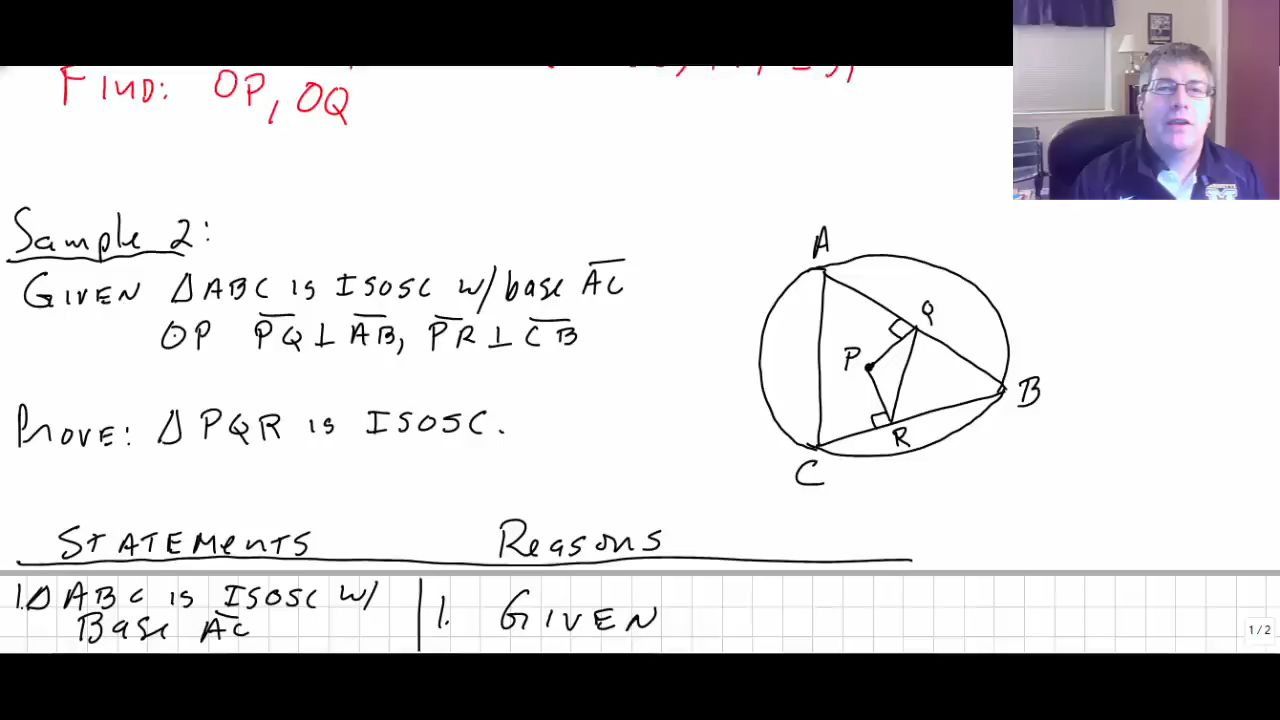 FIND: OP, OQ
Sample 2:
GIVEN △ABC is ISOSC w/ base AC
⊙P PQ ⊥ AB, PR ⊥ CB
PROVE: △ PQR is ISOSC.
A
Q
P
B
R
C
STATEMENTS Reasons
1. △ ABC is ISOSC w/ 1. GIVEN
Base AC
1/2